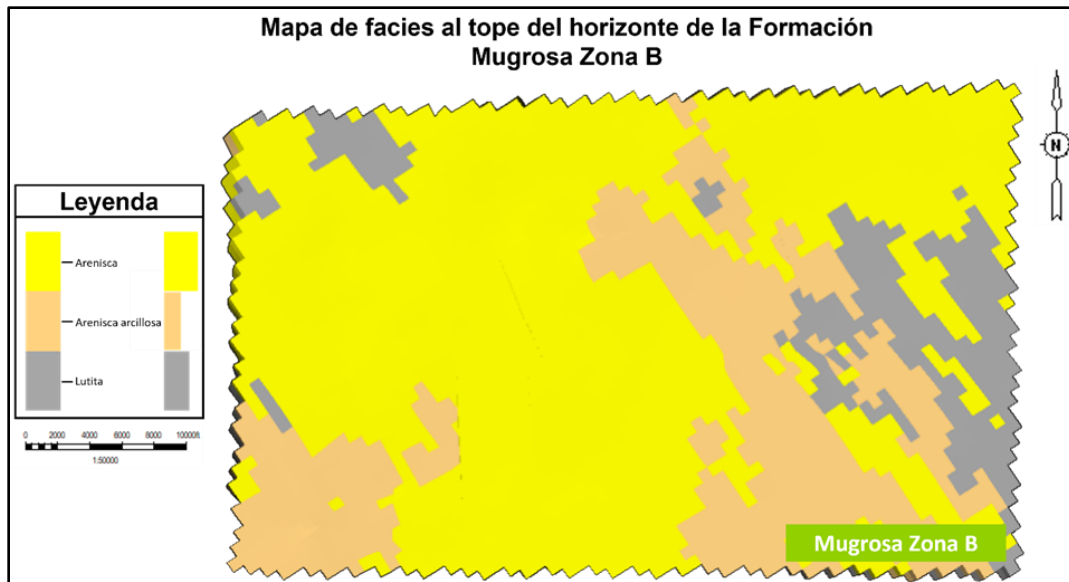 Mapa de facies al tope del horizonte de la Formación
Mugrosa Zona B
N
Leyenda
Arenisca
Arenisca arcillosa
Lutita
0 2000 4000 6000 8000 10000ft
1:50000
Mugrosa Zona B